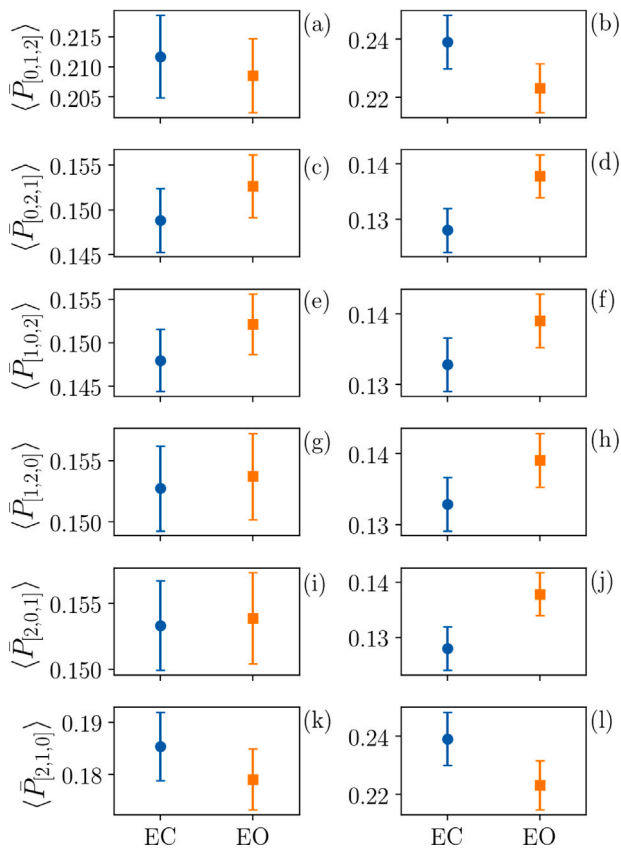 ⟨P̄[0,1,2]⟩ 0.215 0.210 0.205 (a) 0.24 0.22 (b)
⟨P̄[0,2,1]⟩ 0.155 0.150 0.145 (c) 0.14 0.13 (d)
⟨P̄[1,0,2]⟩ 0.155 0.150 0.145 (e) 0.14 0.13 (f)
⟨P̄[1,2,0]⟩ 0.155 0.150 (g) 0.14 0.13 (h)
⟨P̄[2,0,1]⟩ 0.155 0.150 (i) 0.14 0.13 (j)
⟨P̄[2,1,0]⟩ 0.19 0.18 (k) 0.24 0.22 (l)
EC EO EC EO